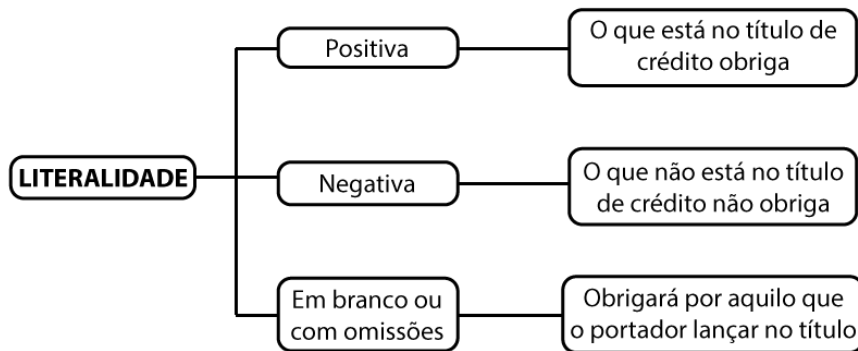 LITERALIDADE
Positiva
O que está no título de
crédito obriga
Negativa
O que não está no título
de crédito não obriga
Em branco ou
com omissões
Obrigará por aquilo que
o portador lançar no título